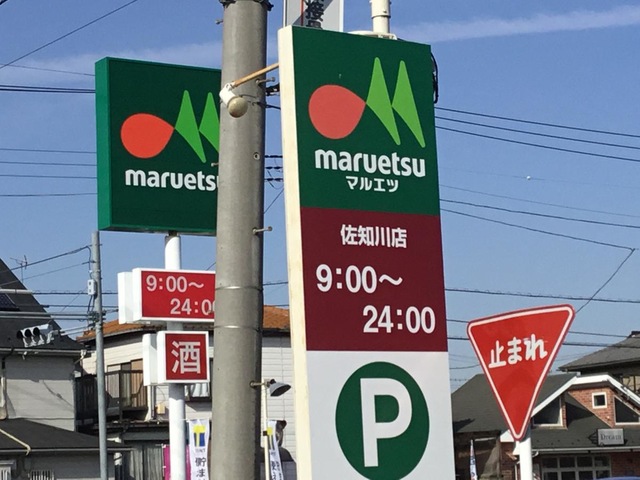 maruetsu
マルエツ
佐知川店
9:00～
24:00
P
maruetsu
9:00～
24:00
酒
止まれ